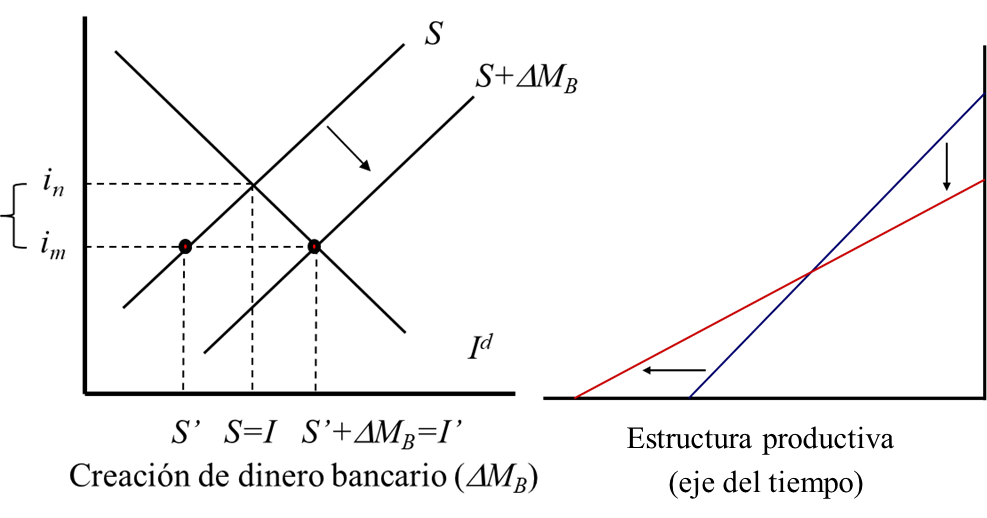 S
S+ΔM_B
i_n
i_m
I^d
S’ S=I S’+ΔM_B=I’
Creación de dinero bancario (ΔM_B)
Estructura productiva
(eje del tiempo)